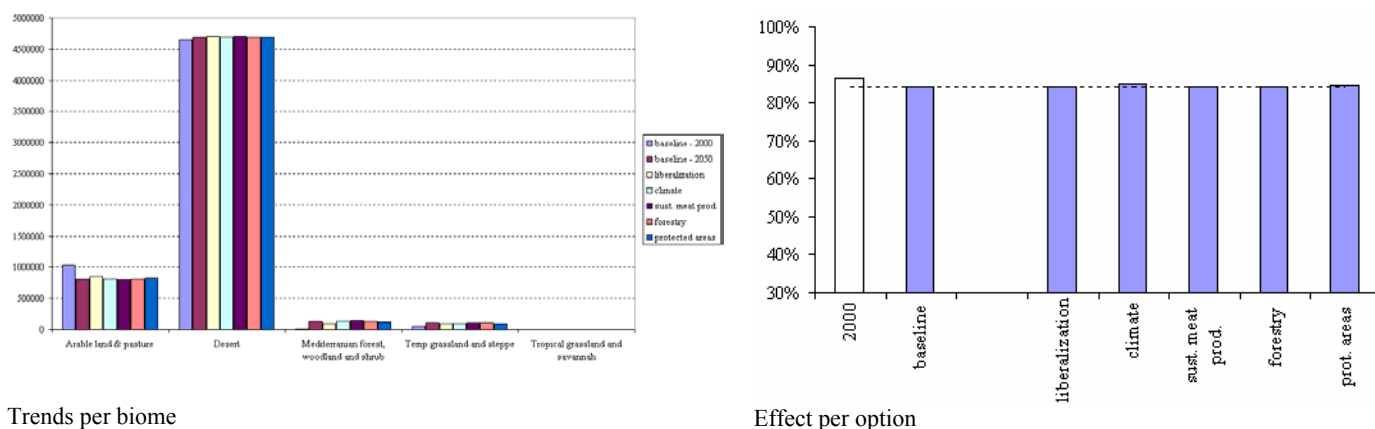 5000000
4500000
4000000
3500000
3000000
2500000
2000000
1500000
1000000
500000
0
Arable land & pasture
Desert
Mediterranean forest,
woodland and shrub
Temp grassland and steppe
Tropical grassland and
savannah
baseline - 2000
baseline - 2050
liberalization
climate
sust. meat prod.
forestry
protected areas
Trends per biome
100%
90%
80%
70%
60%
50%
40%
30%
2000
baseline
liberalization
climate
sust. meat
prod.
forestry
prot. areas
Effect per option